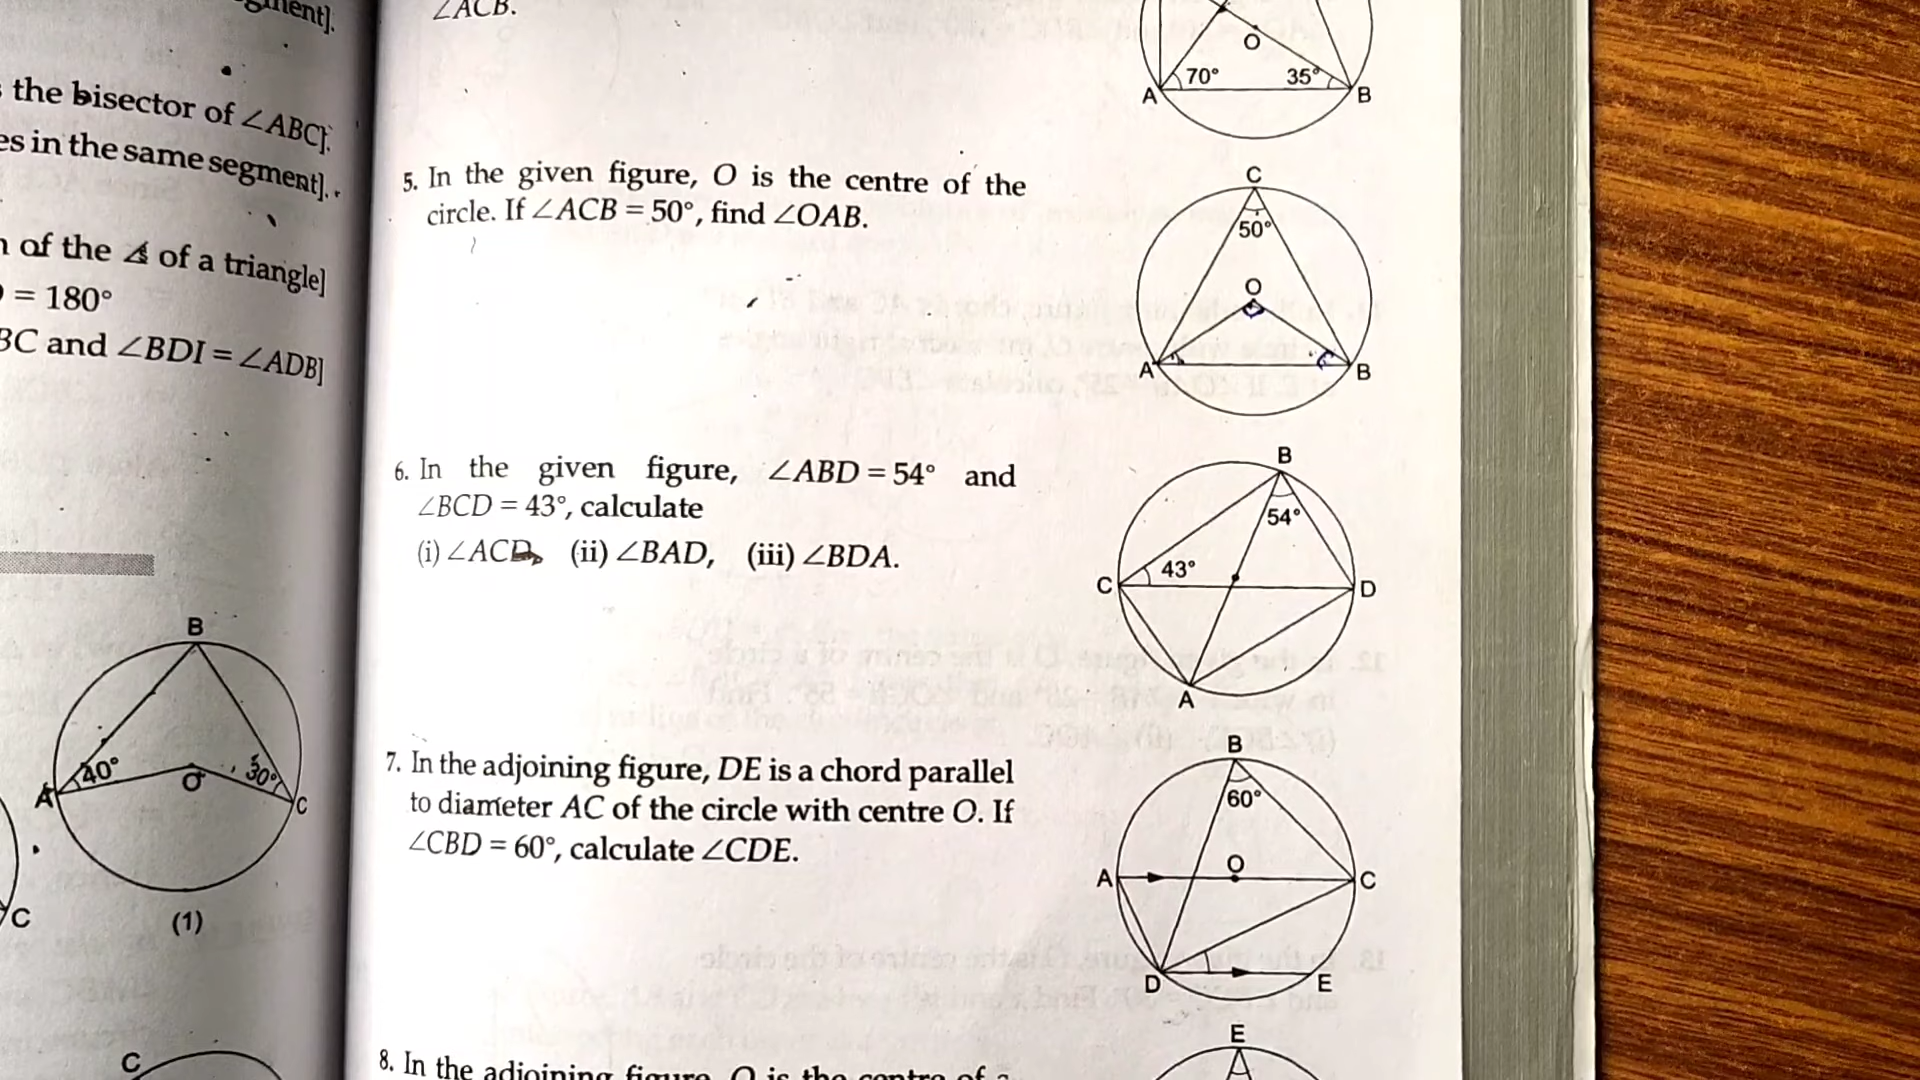 ∠ACB.
the bisector of ∠ABC].
es in the same segment].
of the ∆ of a triangle]
= 180°
BC and ∠BDI = ∠ADB]
B
40°
30°
A
O
C
(1)
C
C
O
70°
35°
A
B
5. In the given figure, O is the centre of the
circle. If ∠ACB = 50°, find ∠OAB.
C
50°
O
A
B
6. In the given figure, ∠ABD = 54° and
∠BCD = 43°, calculate
(i) ∠ACD, (ii) ∠BAD, (iii) ∠BDA.
B
54°
43°
C
D
A
7. In the adjoining figure, DE is a chord parallel
to diameter AC of the circle with centre O. If
∠CBD = 60°, calculate ∠CDE.
B
60°
A
O
C
D
E
8. In the adjoining figure, O is the centre of a
E